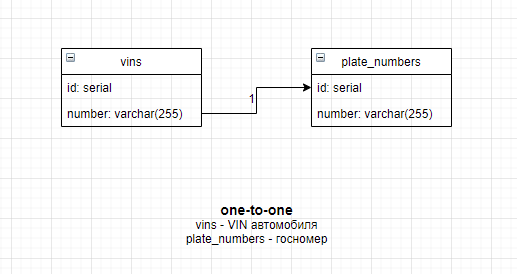 vins
id: serial
number: varchar(255)
1
plate_numbers
id: serial
number: varchar(255)
one-to-one
vins - VIN автомобиля
plate_numbers - госномер